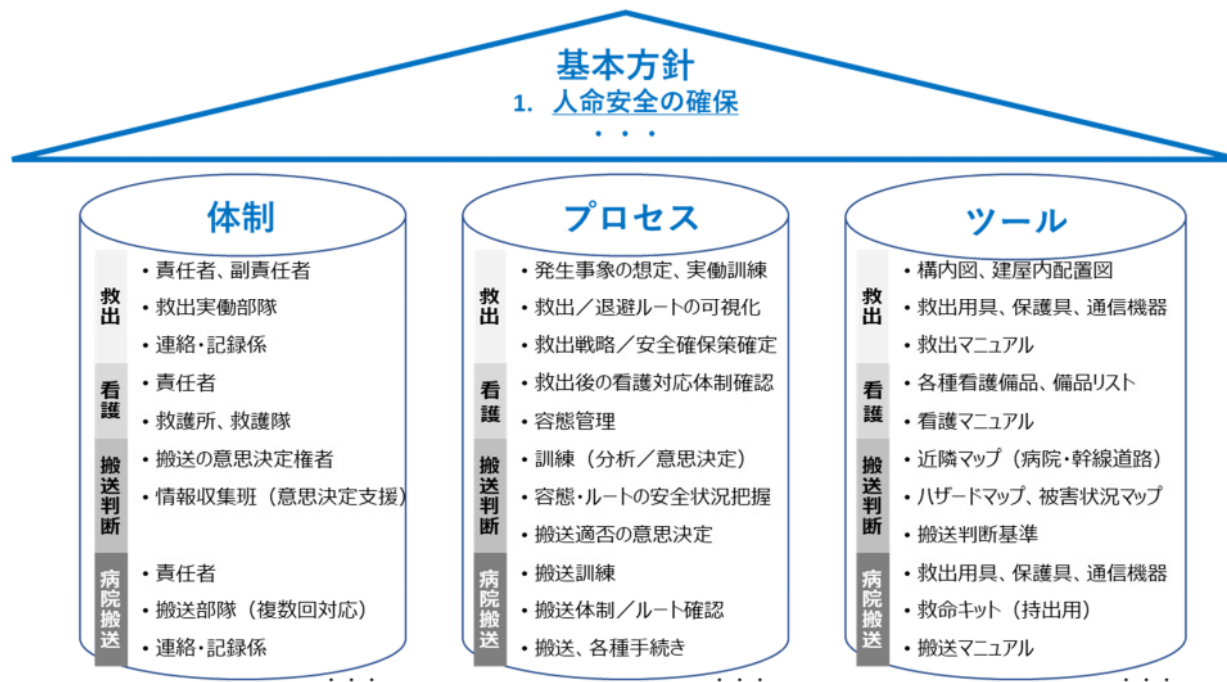 基本方針
1. 人命安全の確保
・・・
体制
救出
・責任者、副責任者
・救出実働部隊
・連絡・記録係
看護
・責任者
・救護所、救護隊
搬送判断
・搬送の意思決定権者
・情報収集班（意思決定支援）
病院搬送
・責任者
・搬送部隊（複数回対応）
・連絡・記録係
・・・
プロセス
救出
・発生事象の想定、実働訓練
・救出／退避ルートの可視化
・救出戦略／安全確保策確定
看護
・救出後の看護対応体制確認
・容態管理
搬送判断
・訓練（分析／意思決定）
・容態・ルートの安全状況把握
・搬送適否の意思決定
病院搬送
・搬送訓練
・搬送体制／ルート確認
・搬送、各種手続き
・・・
ツール
救出
・構内図、建屋内配置図
・救出用具、保護具、通信機器
・救出マニュアル
看護
・各種看護備品、備品リスト
・看護マニュアル
搬送判断
・近隣マップ（病院・幹線道路）
・ハザードマップ、被害状況マップ
・搬送判断基準
病院搬送
・救出用具、保護具、通信機器
・救命キット（持出用）
・搬送マニュアル
・・・